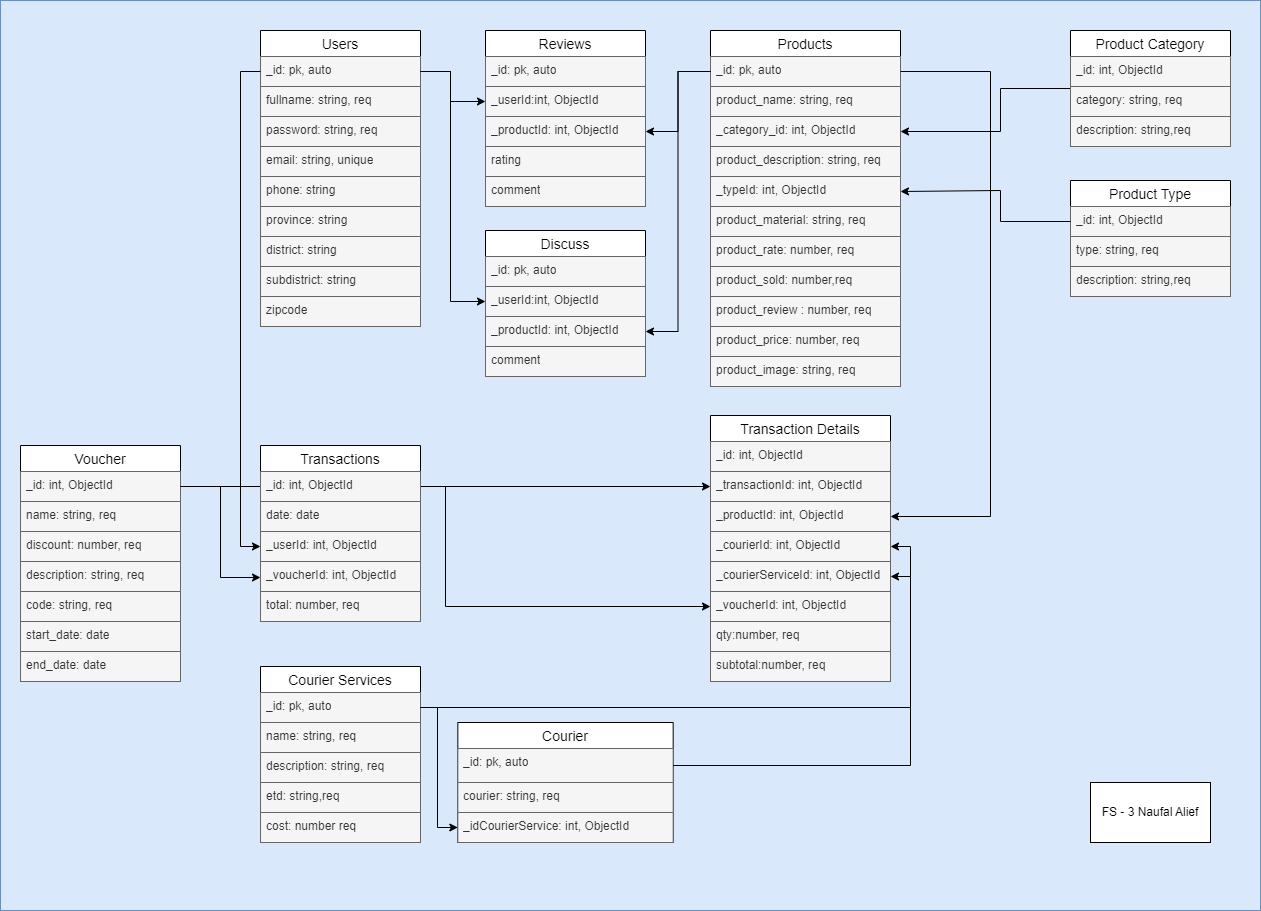 Users
_id: pk, auto
fullname: string, req
password: string, req
email: string, unique
phone: string
province: string
district: string
subdistrict: string
zipcode
Reviews
_id: pk, auto
_userId:int, ObjectId
_productId: int, ObjectId
rating
comment
Discuss
_id: pk, auto
_userId:int, ObjectId
_productId: int, ObjectId
comment
Products
_id: pk, auto
product_name: string, req
_category_id: int, ObjectId
product_description: string, req
_typeId: int, ObjectId
product_material: string, req
product_rate: number, req
product_sold: number,req
product_review : number, req
product_price: number, req
product_image: string, req
Product Category
_id: int, ObjectId
category: string, req
description: string,req
Product Type
_id: int, ObjectId
type: string, req
description: string,req
Voucher
_id: int, ObjectId
name: string, req
discount: number, req
description: string, req
code: string, req
start_date: date
end_date: date
Transactions
_id: int, ObjectId
date: date
_userId: int, ObjectId
_voucherId: int, ObjectId
total: number, req
Transaction Details
_id: int, ObjectId
_transactionId: int, ObjectId
_productId: int, ObjectId
_courierId: int, ObjectId
_courierServiceId: int, ObjectId
_voucherId: int, ObjectId
qty:number, req
subtotal:number, req
Courier Services
_id: pk, auto
name: string, req
description: string, req
etd: string,req
cost: number req
Courier
_id: pk, auto
courier: string, req
_idCourierService: int, ObjectId
FS - 3 Naufal Alief